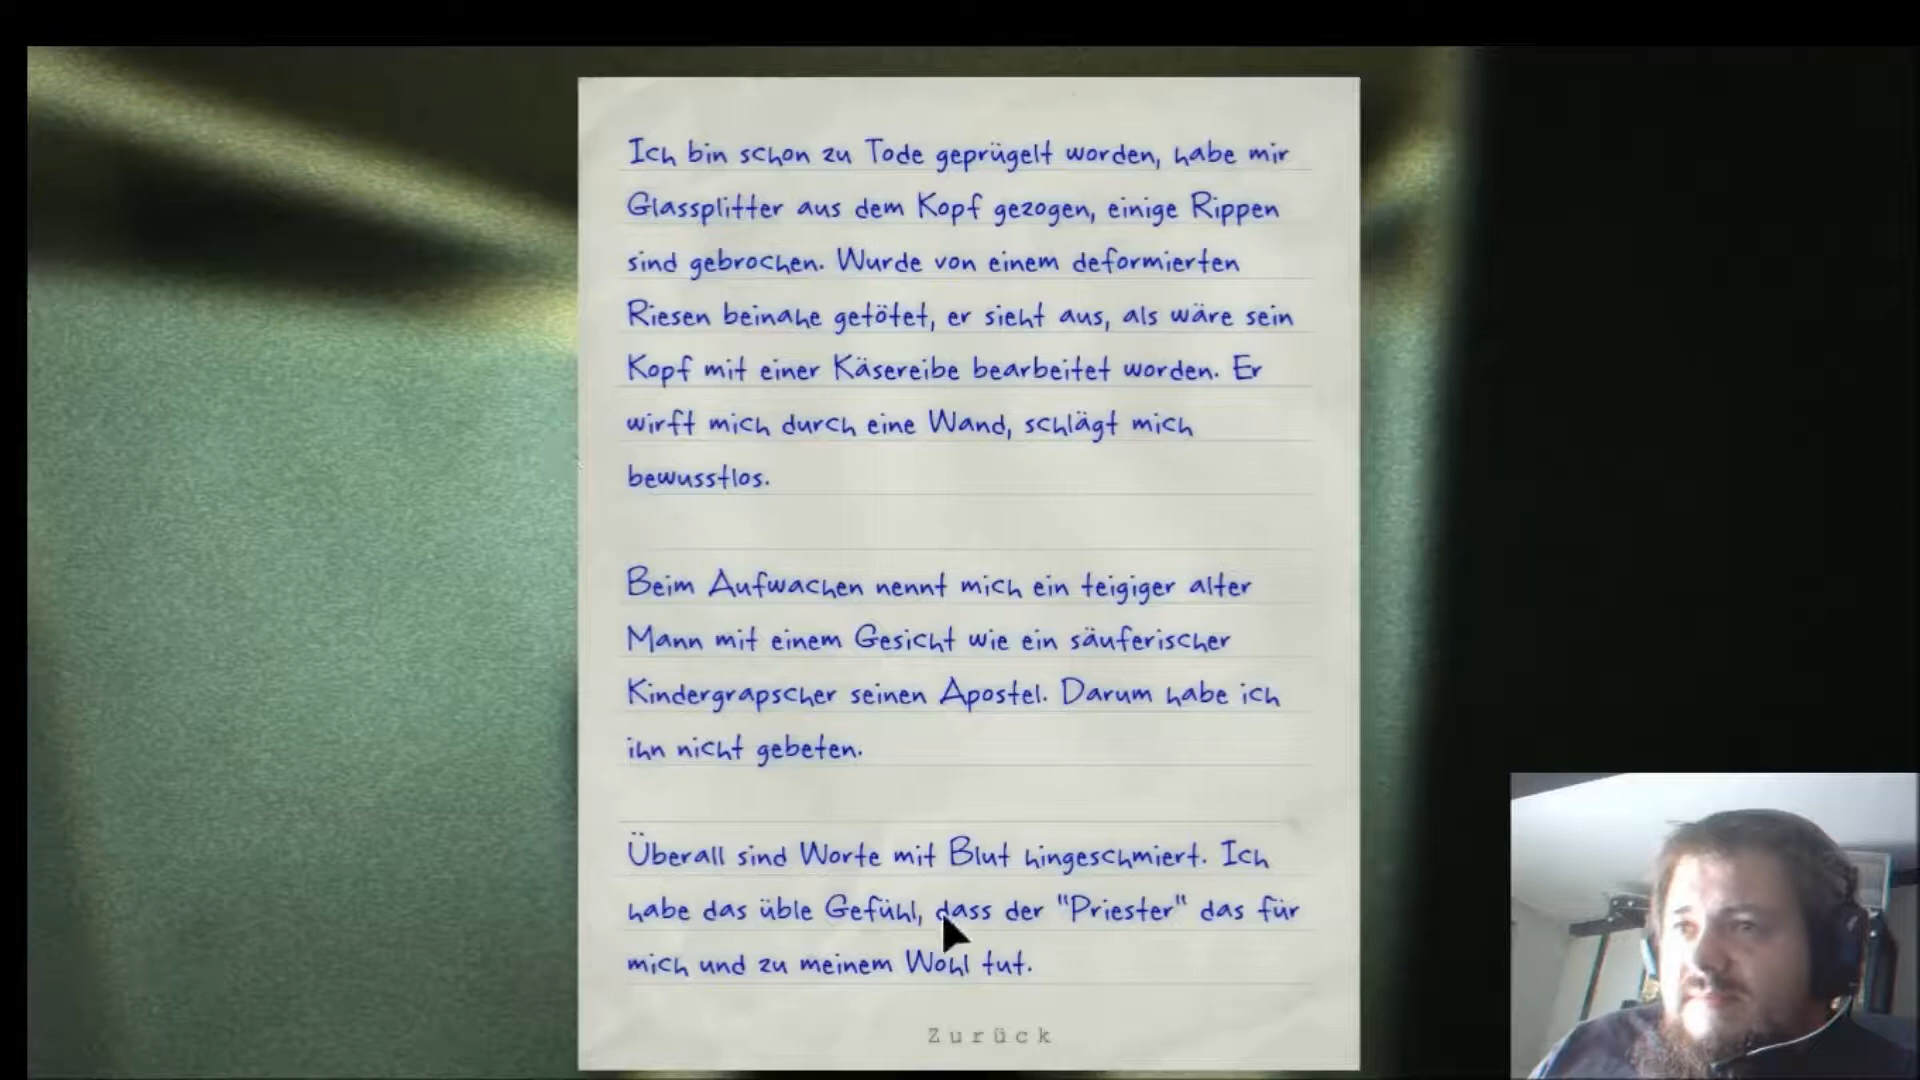 Ich bin schon zu Tode geprügelt worden, habe mir
Glassplitter aus dem Kopf gezogen, einige Rippen
sind gebrochen. Wurde von einem deformierten
Riesen beinahe getötet, er sieht aus, als wäre sein
Kopf mit einer Käsereibe bearbeitet worden. Er
wirft mich durch eine Wand, schlägt mich
bewusstlos.
Beim Aufwachen nennt mich ein teigiger alter
Mann mit einem Gesicht wie ein säuferischer
Kindergrapscher seinen Apostel. Darum habe ich
ihn nicht gebeten.
Überall sind Worte mit Blut hingeschmiert. Ich
habe das üble Gefühl, dass der "Priester" das für
mich und zu meinem Wohl tut.
Zurück